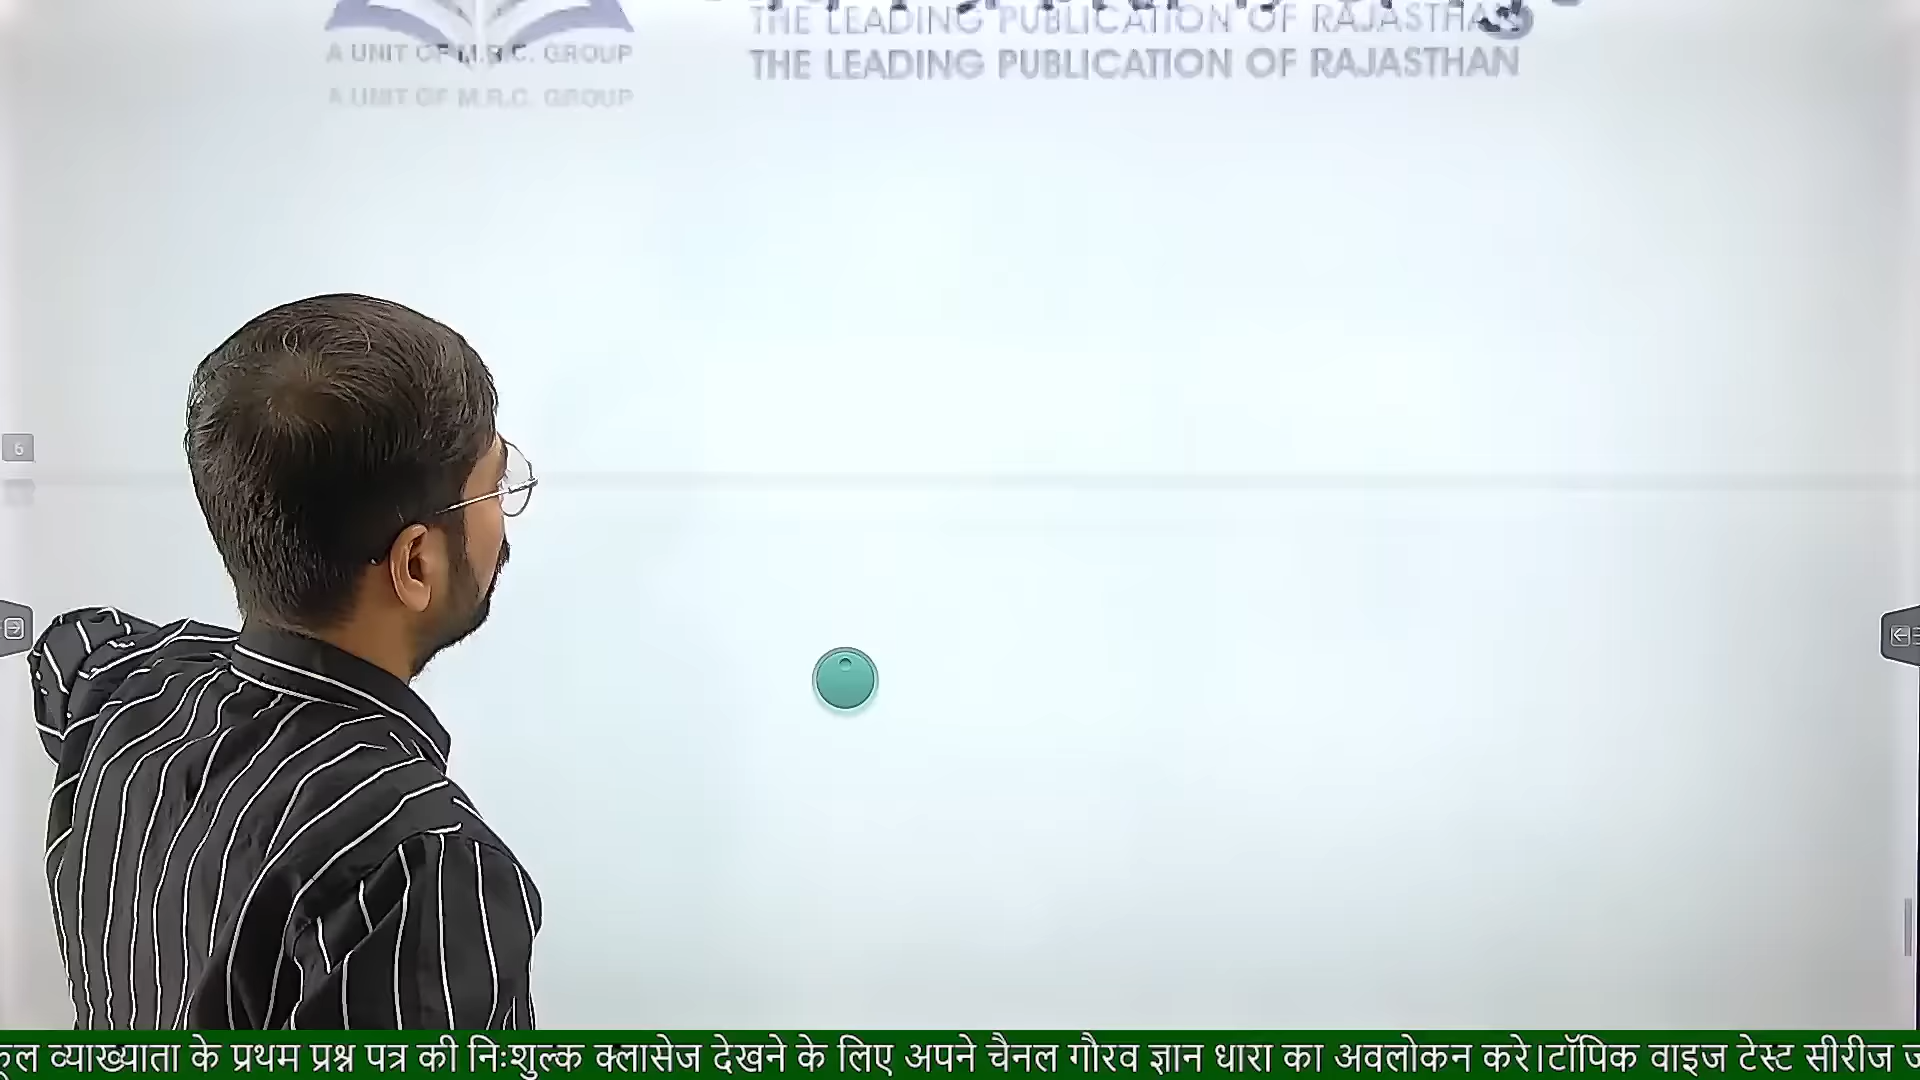 THE LEADING PUBLICATION OF RAJASTHAN
A UNIT OF M.R.C. GROUP
THE LEADING PUBLICATION OF RAJASTHAN
A UNIT OF M.R.C. GROUP
6
व्याख्याता के प्रथम प्रश्न पत्र की निःशुल्क क्लासेज देखने के लिए अपने चैनल गौरव ज्ञान धारा का अवलोकन करे।टॉपिक वाइज टेस्ट सीरीज